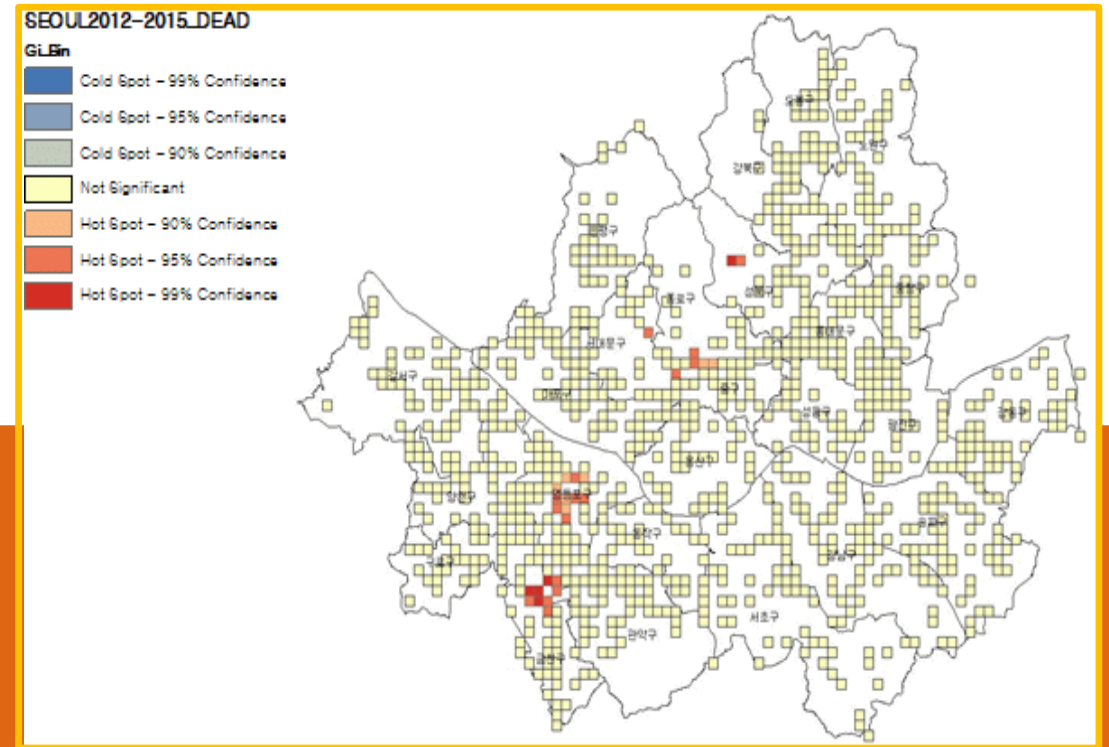 SEOUL2012-2015_DEAD
Gi_Bin
Cold Spot - 99% Confidence
Cold Spot - 95% Confidence
Cold Spot - 90% Confidence
Not Significant
Hot Spot - 90% Confidence
Hot Spot - 95% Confidence
Hot Spot - 99% Confidence
도봉구
노원구
강북구
은평구
성북구
종로구
중랑구
동대문구
서대문구
강서구
마포구
중구
성동구
강동구
광진구
용산구
양천구
영등포구
송파구
동작구
강남구
구로구
서초구
관악구
금천구